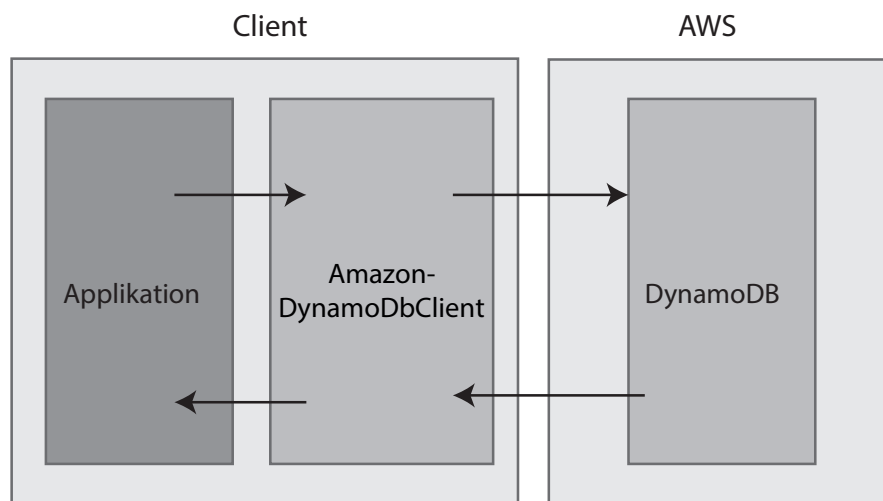 Client
AWS
Applikation
Amazon-
DynamoDbClient
DynamoDB